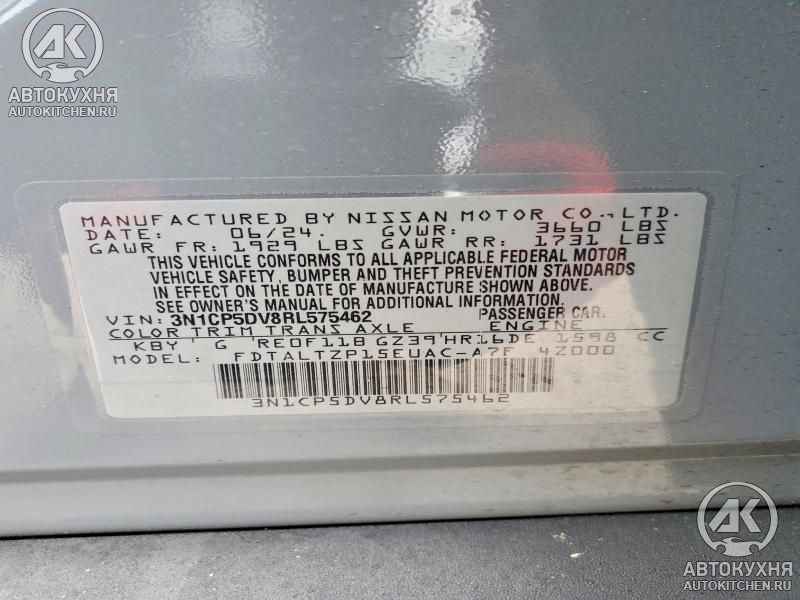 AK
АВТОКУХНЯ
AUTOKITCHEN.RU
MANUFACTURED BY NISSAN MOTOR CO., LTD.
DATE: 06/24. GVWR: 3660 LBS
GAWR FR: 1929 LBS GAWR RR: 1731 LBS
THIS VEHICLE CONFORMS TO ALL APPLICABLE FEDERAL MOTOR
VEHICLE SAFETY, BUMPER AND THEFT PREVENTION STANDARDS
IN EFFECT ON THE DATE OF MANUFACTURE SHOWN ABOVE.
SEE OWNER'S MANUAL FOR ADDITIONAL INFORMATION.
VIN: 3N1CP5DV8RL575462 PASSENGER CAR.
COLOR TRIM TRANS AXLE ENGINE
KBY G RE0F11B GZ39 HR16DE 1598 CC
MODEL: FDTALTZP15EUAC-A7F 4Z000
3N1CP5DV8RL575462
AK
АВТОКУХНЯ
AUTOKITCHEN.RU